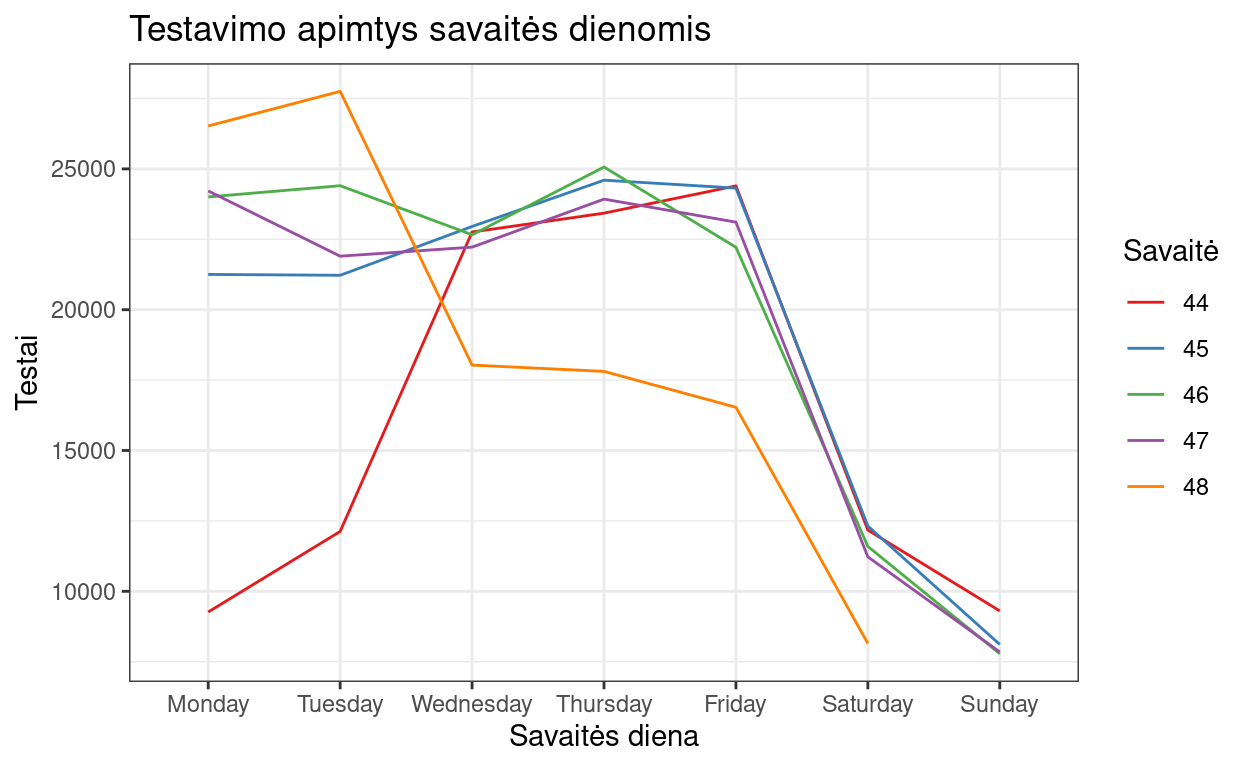 Testavimo apimtys savaitės dienomis
Testai
25000
20000
15000
10000
Monday Tuesday Wednesday Thursday Friday Saturday Sunday
Savaitės diena
Savaitė
44
45
46
47
48